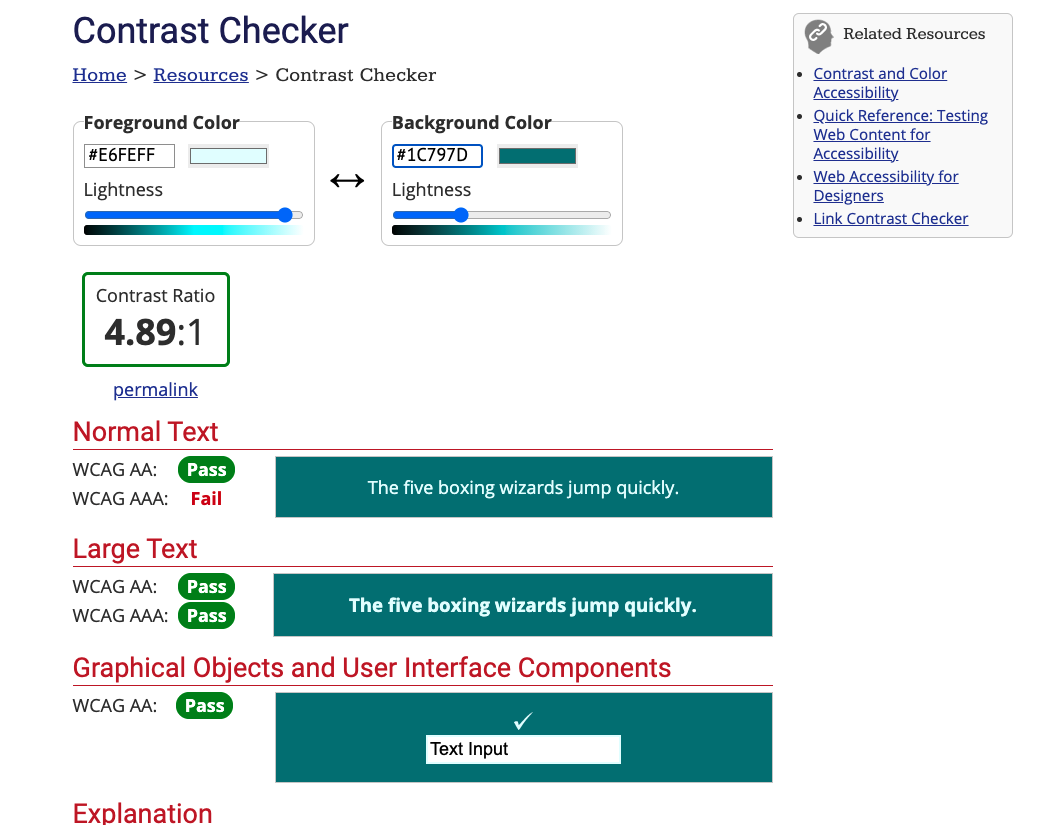 Contrast Checker
Home > Resources > Contrast Checker
Foreground Color
#E6FEFF
Lightness
Background Color
#1C797D
Lightness
Contrast Ratio
4.89:1
permalink
Normal Text
WCAG AA: Pass
WCAG AAA: Fail
The five boxing wizards jump quickly.
Large Text
WCAG AA: Pass
WCAG AAA: Pass
The five boxing wizards jump quickly.
Graphical Objects and User Interface Components
WCAG AA: Pass
✓
Text Input
Explanation
Related Resources
Contrast and Color
Accessibility
Quick Reference: Testing
Web Content for
Accessibility
Web Accessibility for
Designers
Link Contrast Checker